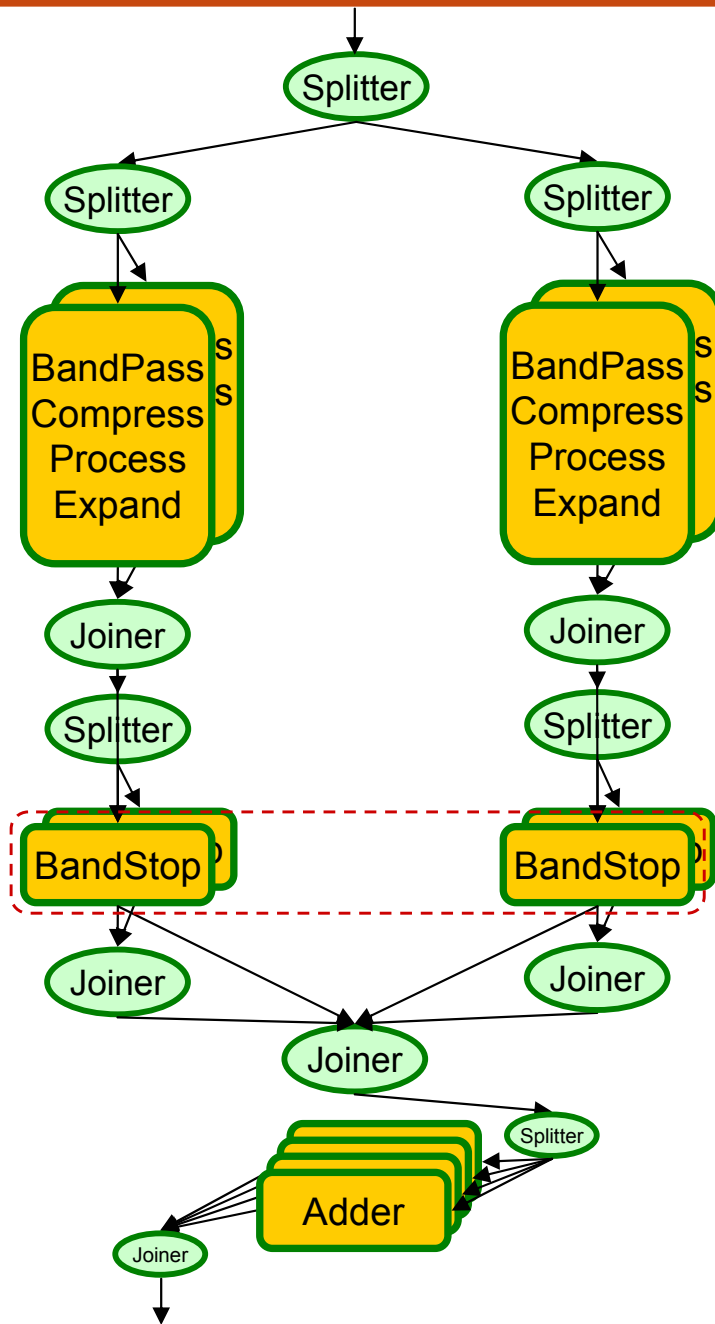 Splitter
Splitter
Splitter
BandPass
Compress
Process
Expand
s
s
BandPass
Compress
Process
Expand
s
s
Joiner
Joiner
Splitter
Splitter
BandStop
p
BandStop
p
Joiner
Joiner
Joiner
Splitter
Adder
Joiner